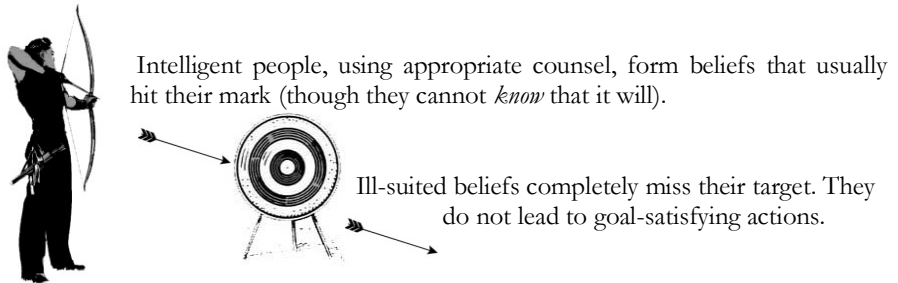 Intelligent people, using appropriate counsel, form beliefs that usually
hit their mark (though they cannot know that it will).
Ill-suited beliefs completely miss their target. They
do not lead to goal-satisfying actions.